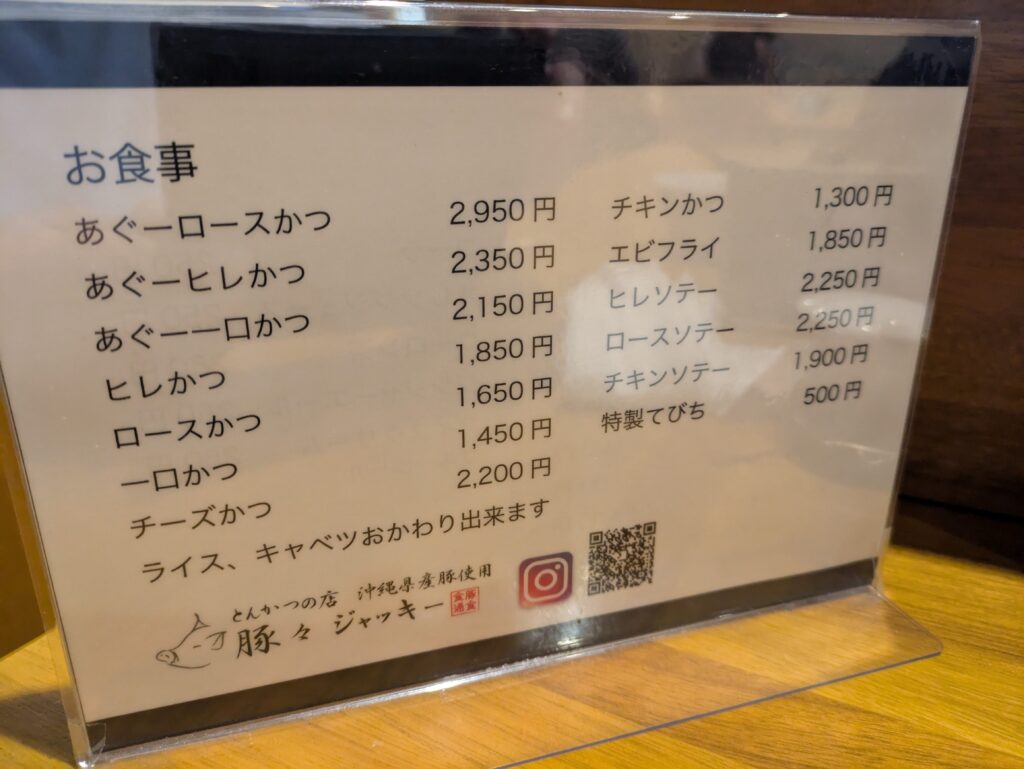 お食事
あぐーロースかつ 2,950円
あぐーヒレかつ 2,350円
あぐー一口かつ 2,150円
ヒレかつ 1,850円
ロースかつ 1,650円
一口かつ 1,450円
チーズかつ 2,200円
ライス、キャベツおかわり出来ます
チキンかつ 1,300円
エビフライ 1,850円
ヒレソテー 2,250円
ロースソテー 2,250円
チキンソテー 1,900円
特製てびち 500円
とんかつの店 沖縄県産豚使用
豚々 ジャッキー